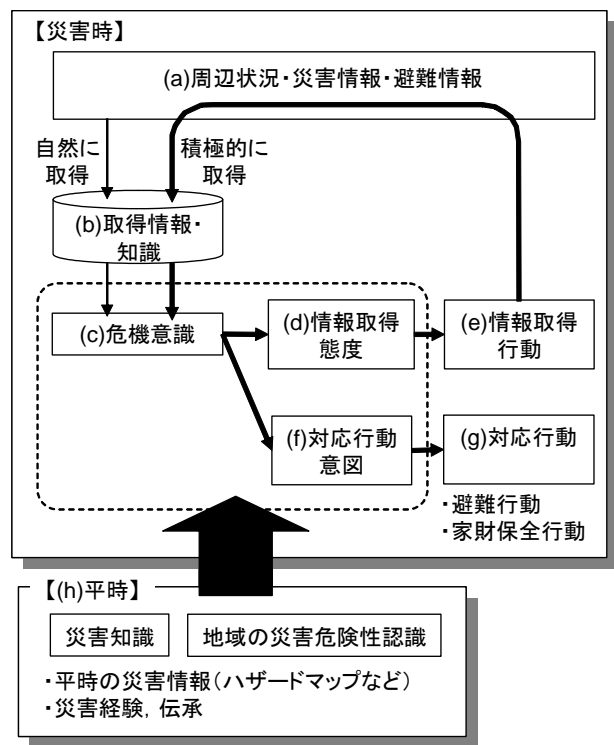 【災害時】
(a)周辺状況・災害情報・避難情報
自然に
取得
積極的に
取得
(b)取得情報・
知識
(c)危機意識
(d)情報取得
態度
(e)情報取得
行動
(f)対応行動
意図
(g)対応行動
・避難行動
・家財保全行動
【(h)平時】
災害知識
地域の災害危険性認識
・平時の災害情報（ハザードマップなど）
・災害経験，伝承